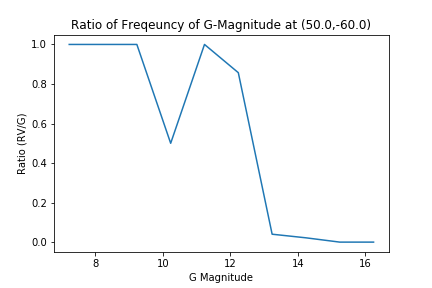 Ratio of Freqeuncy of G-Magnitude at (50.0,-60.0)
1.0
0.8
0.6
0.4
0.2
0.0
Ratio (RV/G)
8 10 12 14 16
G Magnitude